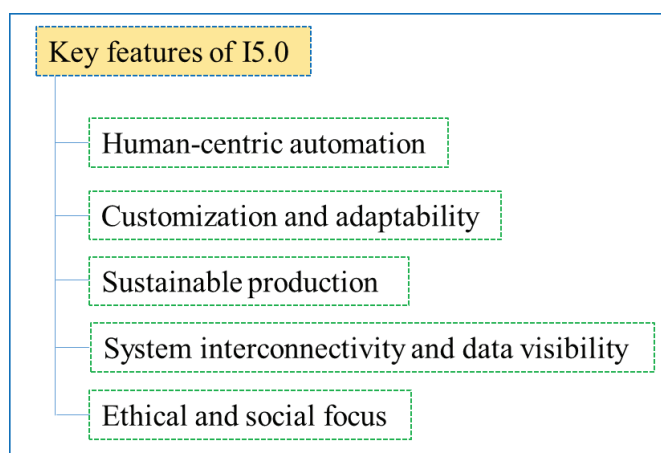 Key features of I5.0
Human-centric automation
Customization and adaptability
Sustainable production
System interconnectivity and data visibility
Ethical and social focus